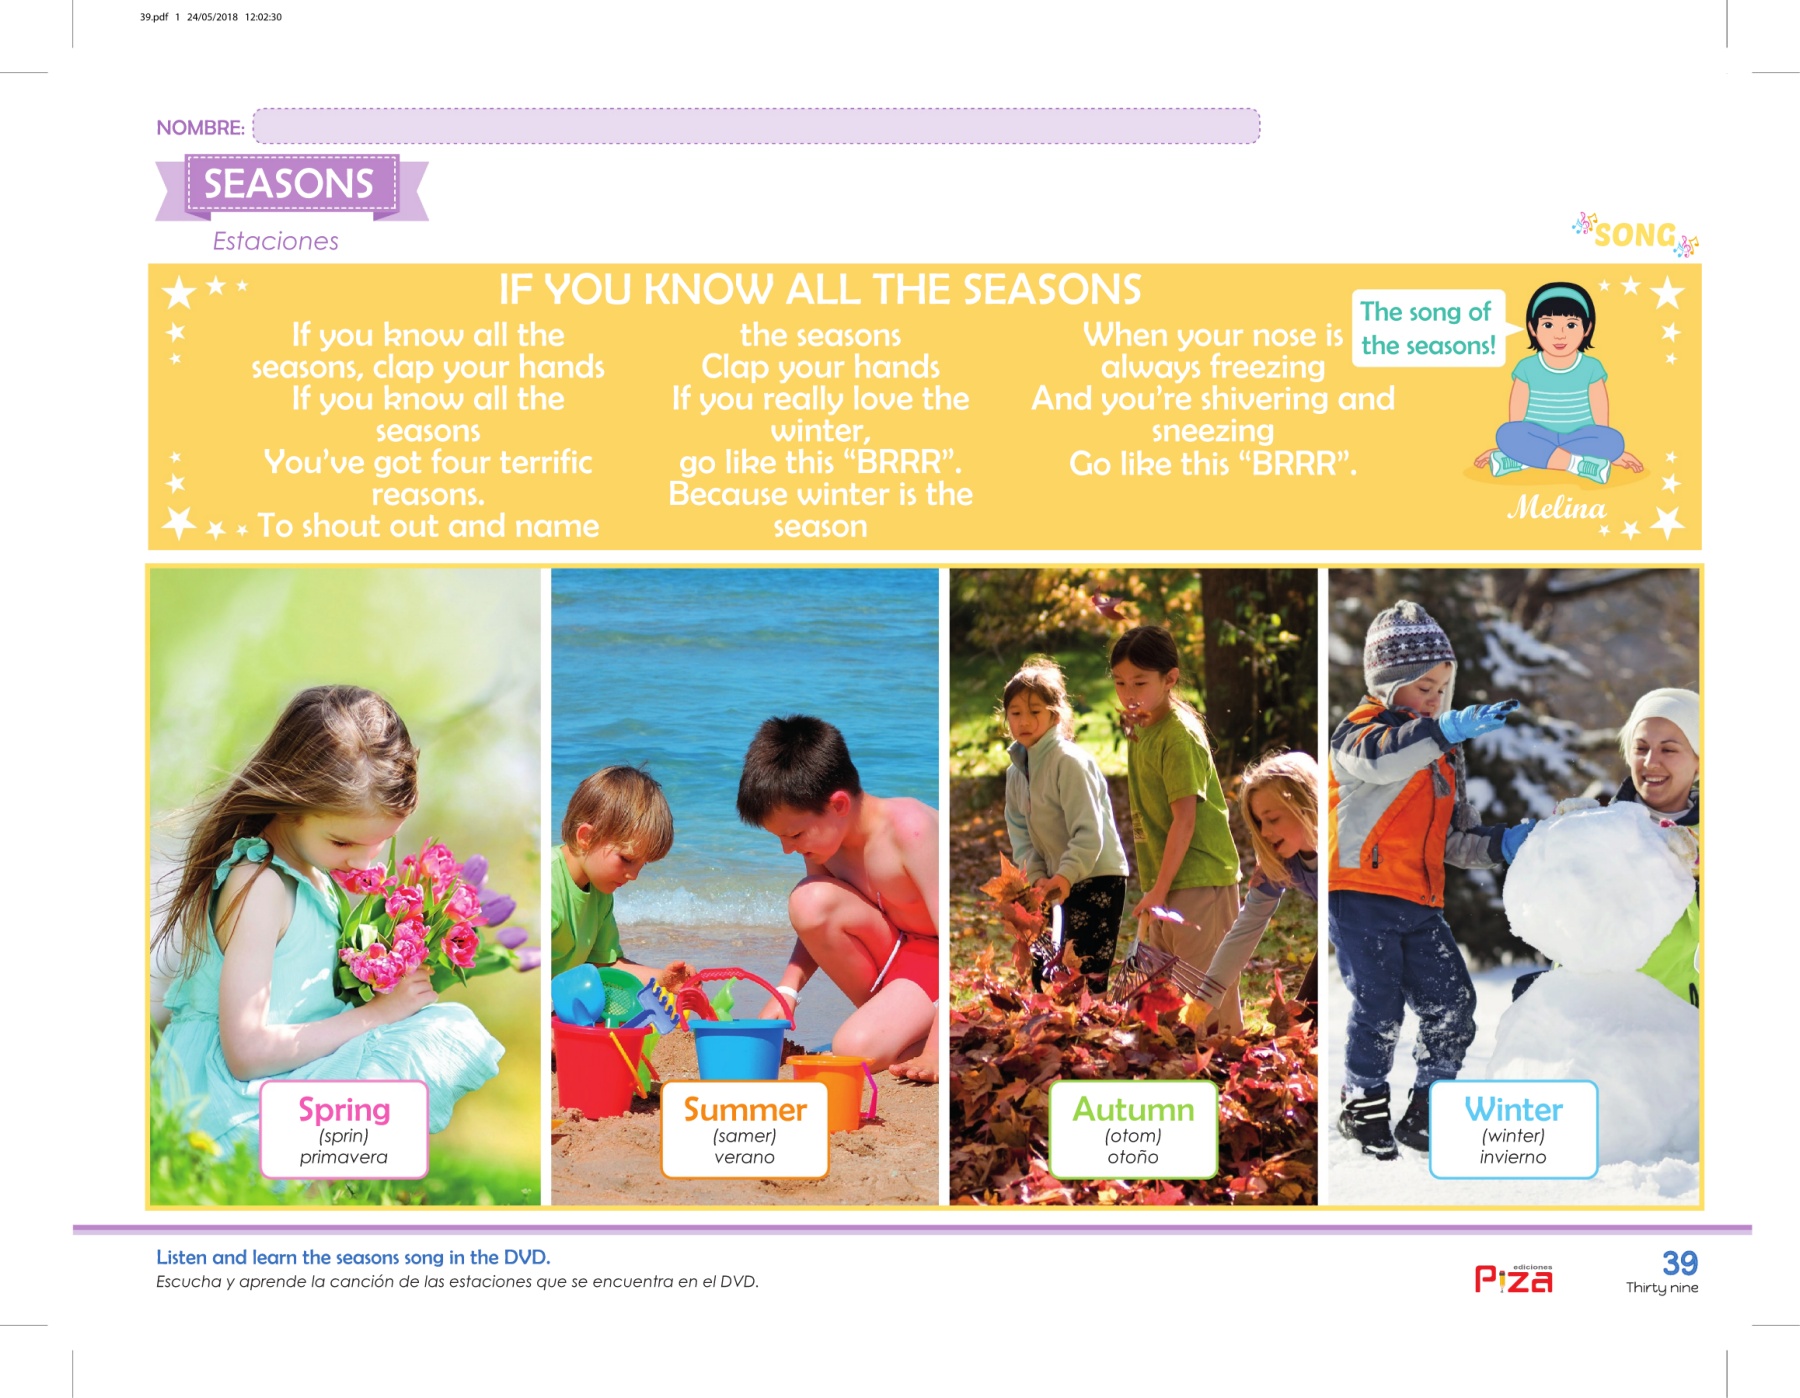 39.pdf 1 24/05/2018 12:02:30
NOMBRE:
SEASONS
Estaciones
SONG
IF YOU KNOW ALL THE SEASONS
If you know all the
seasons, clap your hands
If you know all the
seasons
You've got four terrific
reasons.
To shout out and name
the seasons
Clap your hands
If you really love the
winter,
go like this “BRRR”.
Because winter is the
season
When your nose is
always freezing
And you're shivering and
sneezing
Go like this “BRRR”.
The song of
the seasons!
Melina
Spring
(sprin)
primavera
Summer
(samer)
verano
Autumn
(otom)
otoño
Winter
(winter)
invierno
Listen and learn the seasons song in the DVD.
Escucha y aprende la canción de las estaciones que se encuentra en el DVD.
ediciones
Piza
39
Thirty nine